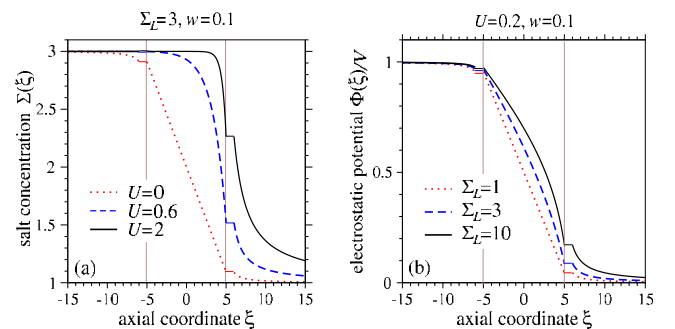 Σ_L=3, w=0.1
salt concentration Σ(ξ)
3
2.5
2
1.5
1
U=0
U=0.6
U=2
(a)
-15 -10 -5 0 5 10 15
axial coordinate ξ
U=0.2, w=0.1
electrostatic potential Φ(ξ)/V
1
0.5
0
Σ_L=1
Σ_L=3
Σ_L=10
(b)
-15 -10 -5 0 5 10 15
axial coordinate ξ